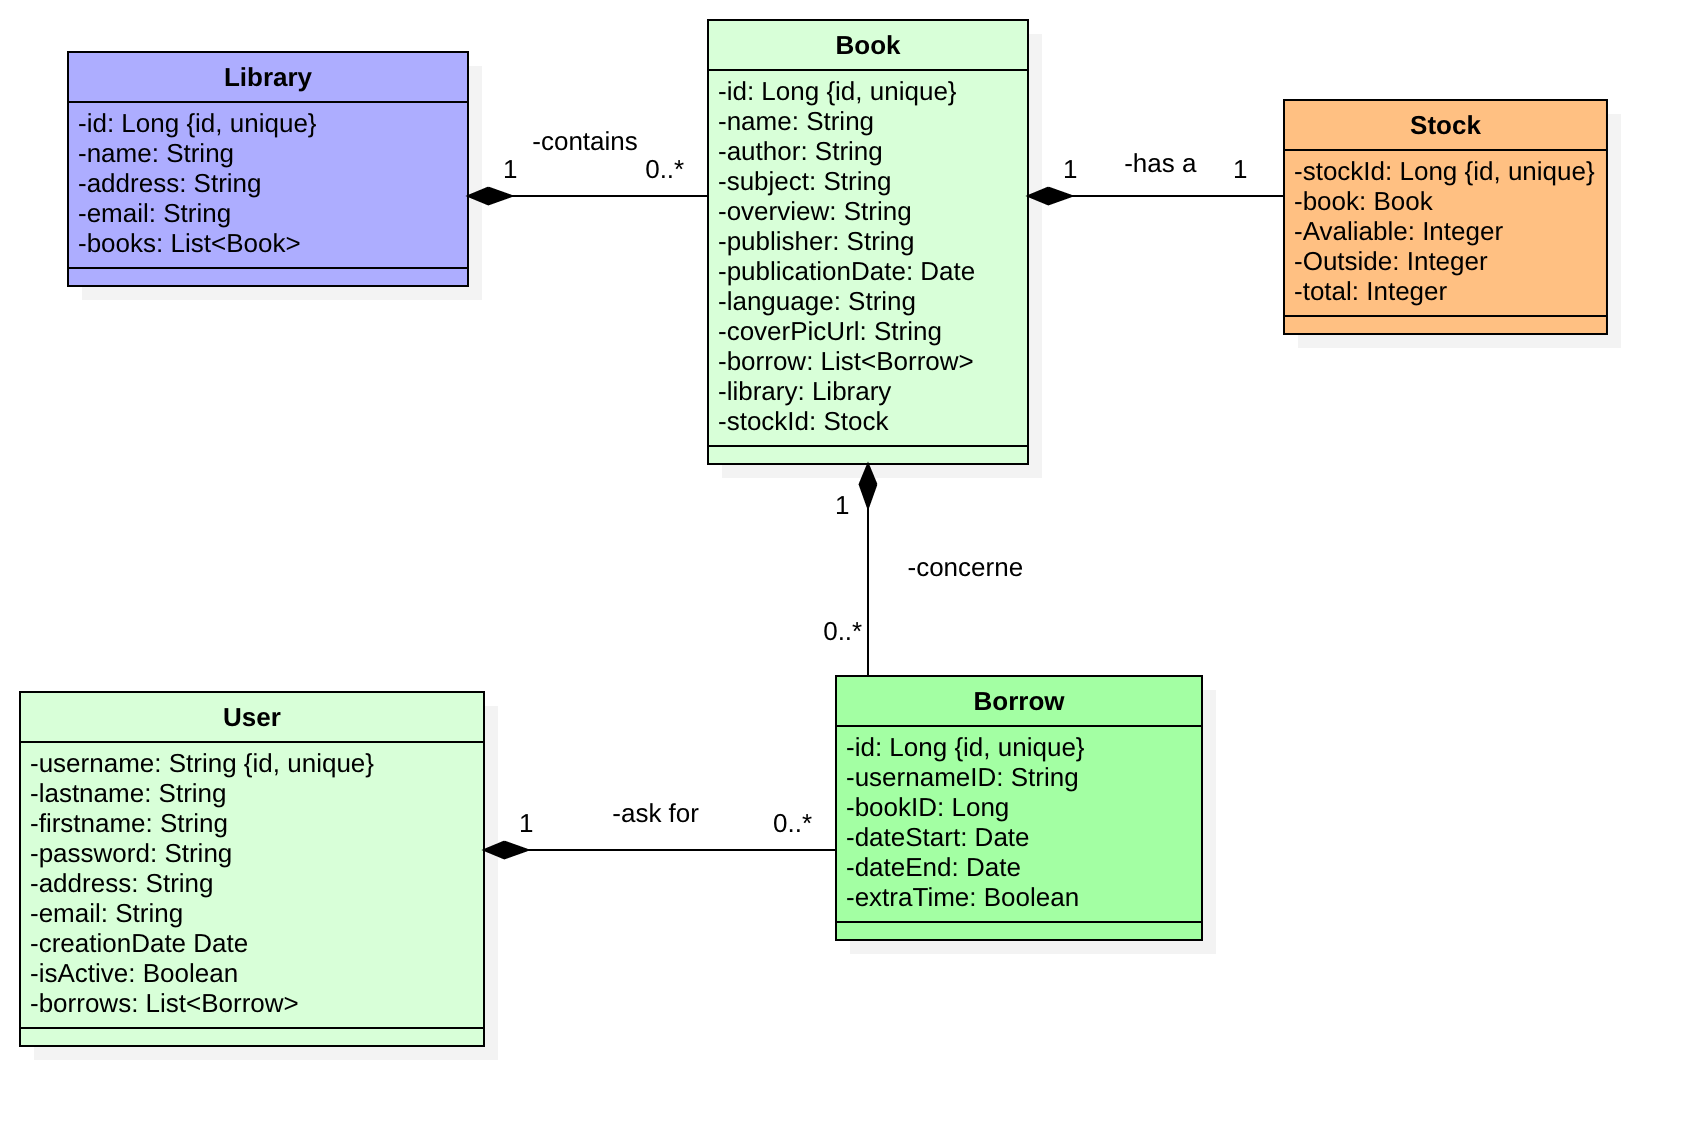 Library
-id: Long {id, unique}
-name: String
-address: String
-email: String
-books: List<Book>
-contains
1
0..*
Book
-id: Long {id, unique}
-name: String
-author: String
-subject: String
-overview: String
-publisher: String
-publicationDate: Date
-language: String
-coverPicUrl: String
-borrow: List<Borrow>
-library: Library
-stockId: Stock
1
-has a
1
Stock
-stockId: Long {id, unique}
-book: Book
-Avaliable: Integer
-Outside: Integer
-total: Integer
1
-concerne
0..*
User
-username: String {id, unique}
-lastname: String
-firstname: String
-password: String
-address: String
-email: String
-creationDate Date
-isActive: Boolean
-borrows: List<Borrow>
1
-ask for
0..*
Borrow
-id: Long {id, unique}
-usernameID: String
-bookID: Long
-dateStart: Date
-dateEnd: Date
-extraTime: Boolean